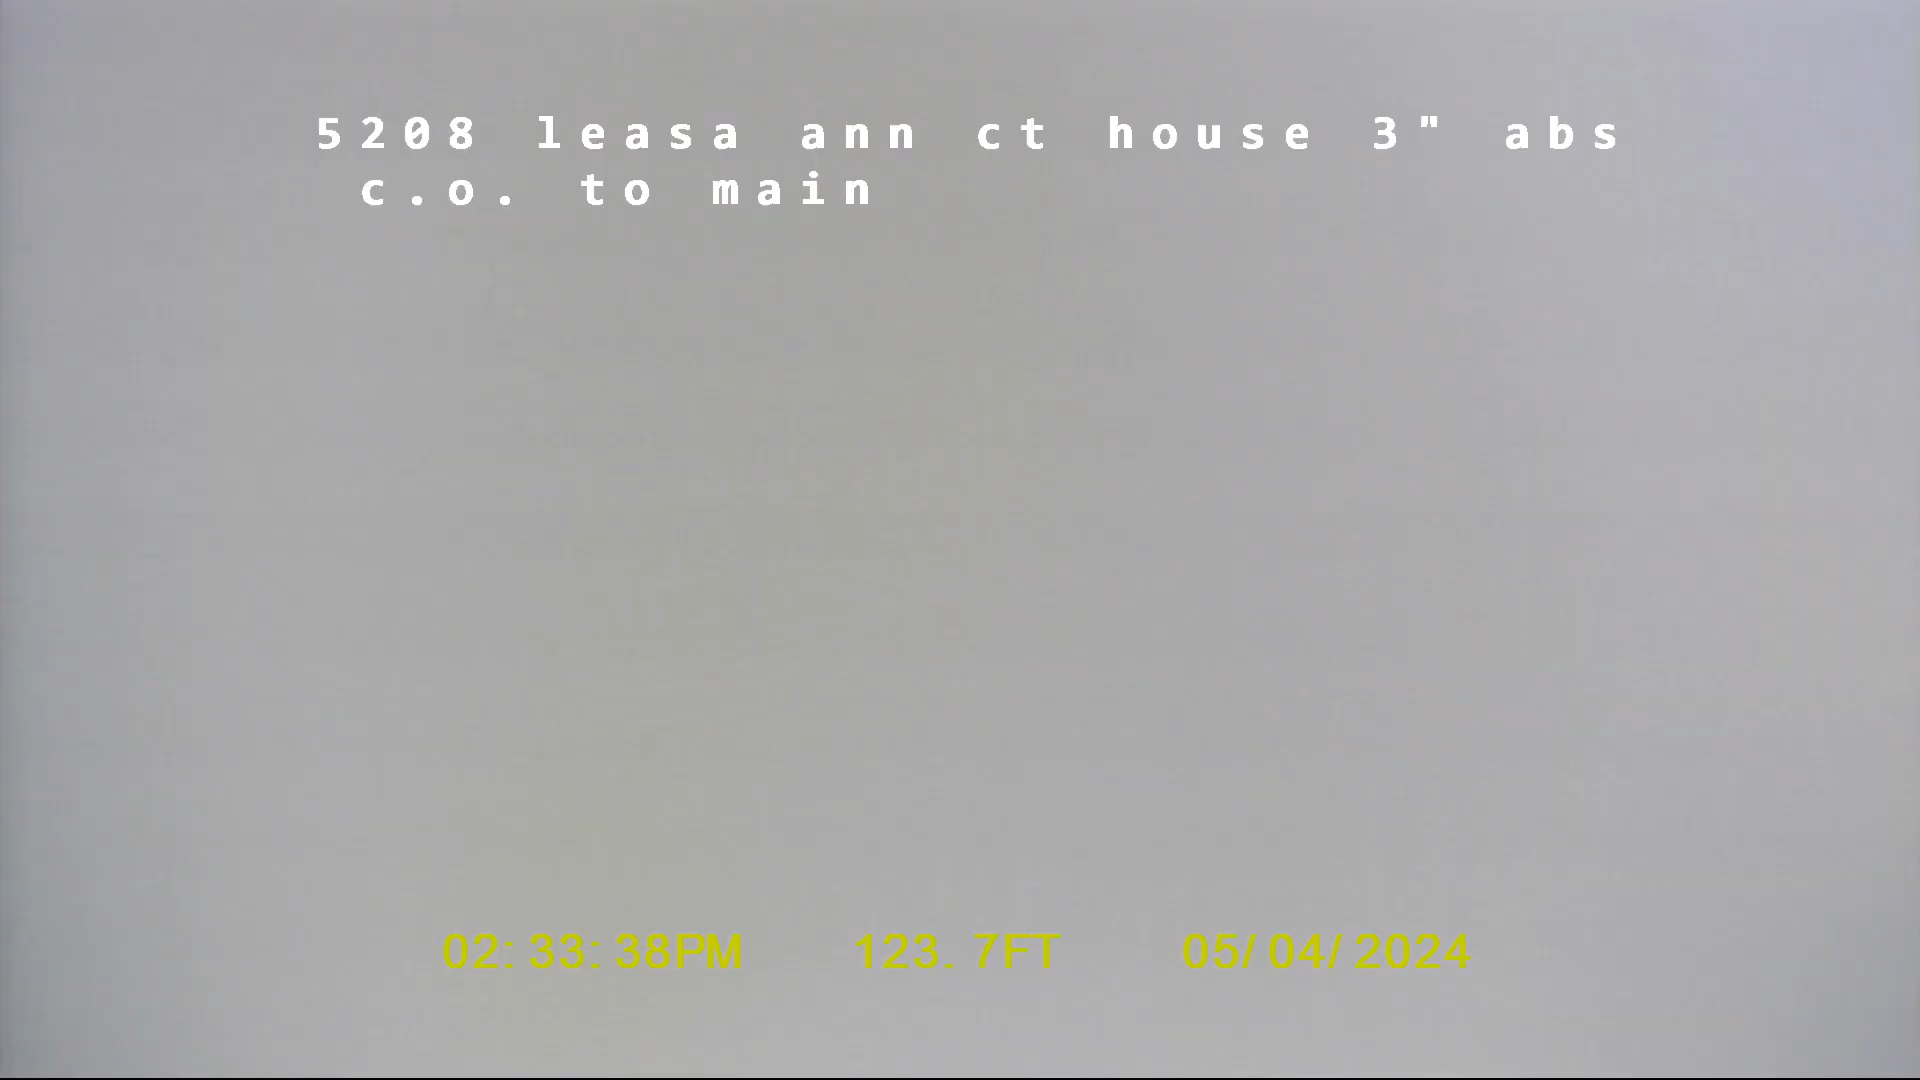 5208 leasa ann ct house 3" abs
c.o. to main
02:33:38PM 123.7FT 05/04/2024